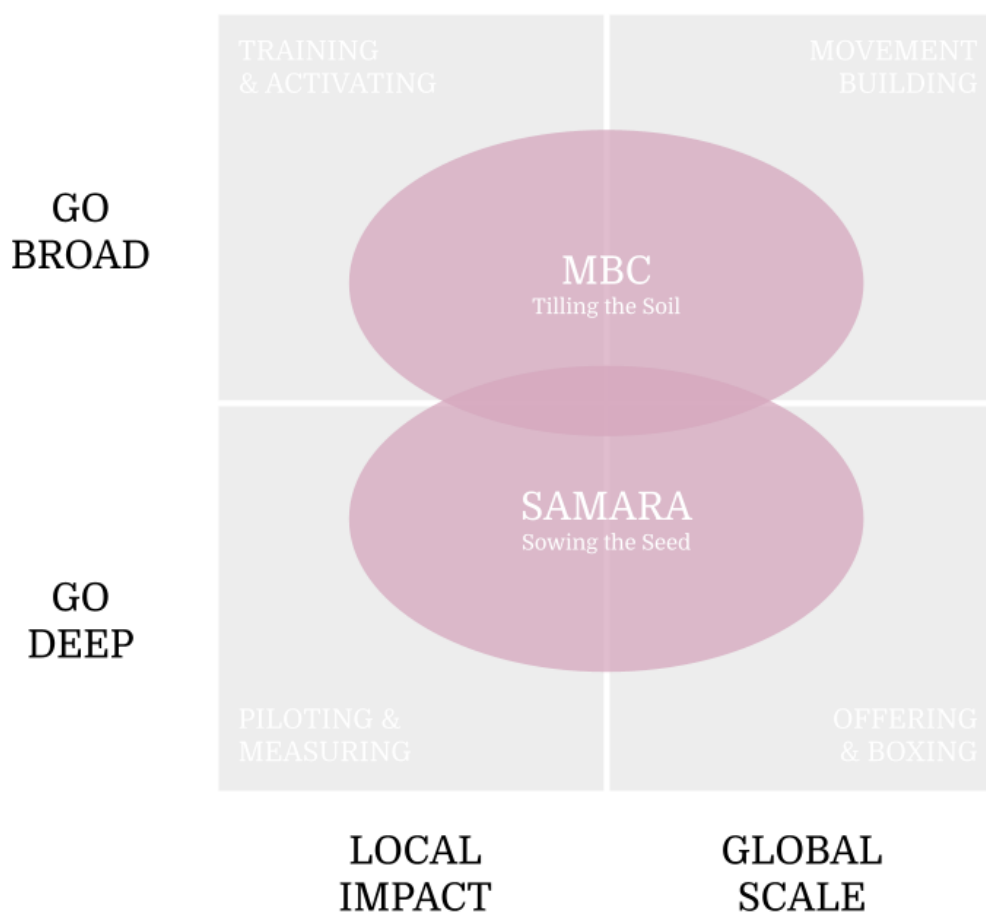 TRAINING
& ACTIVATING
MOVEMENT
BUILDING
GO
BROAD
MBC
Tilling the Soil
SAMARA
Sowing the Seed
GO
DEEP
PILOTING &
MEASURING
OFFERING
& BOXING
LOCAL
IMPACT
GLOBAL
SCALE